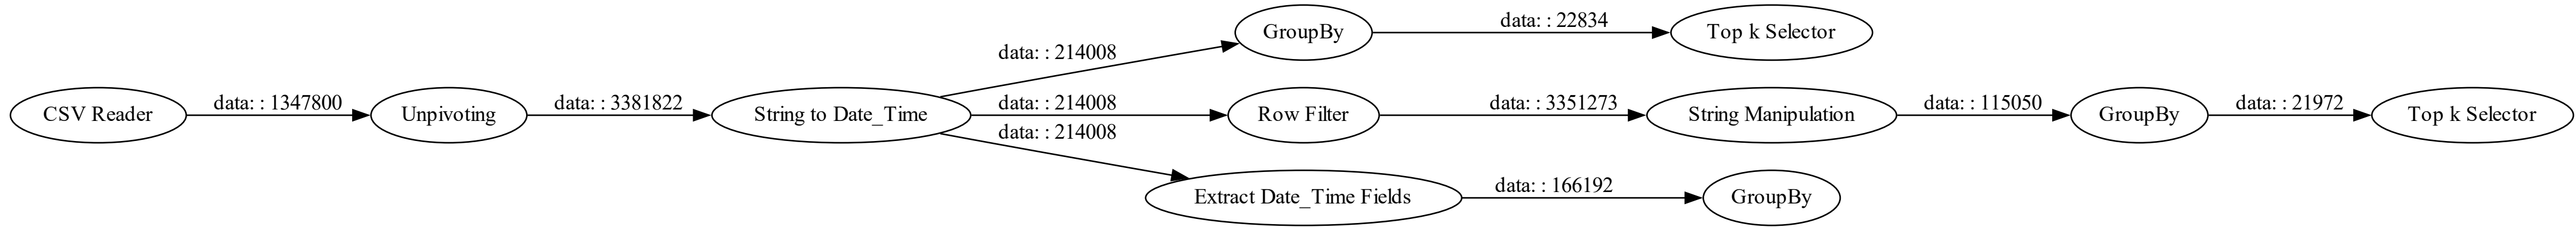 GroupBy
data: : 22834
Top k Selector
data: : 214008
CSV Reader
data: : 1347800
Unpivoting
data: : 3381822
String to Date_Time
data: : 214008
Row Filter
data: : 3351273
String Manipulation
data: : 115050
GroupBy
data: : 21972
Top k Selector
data: : 214008
Extract Date_Time Fields
data: : 166192
GroupBy